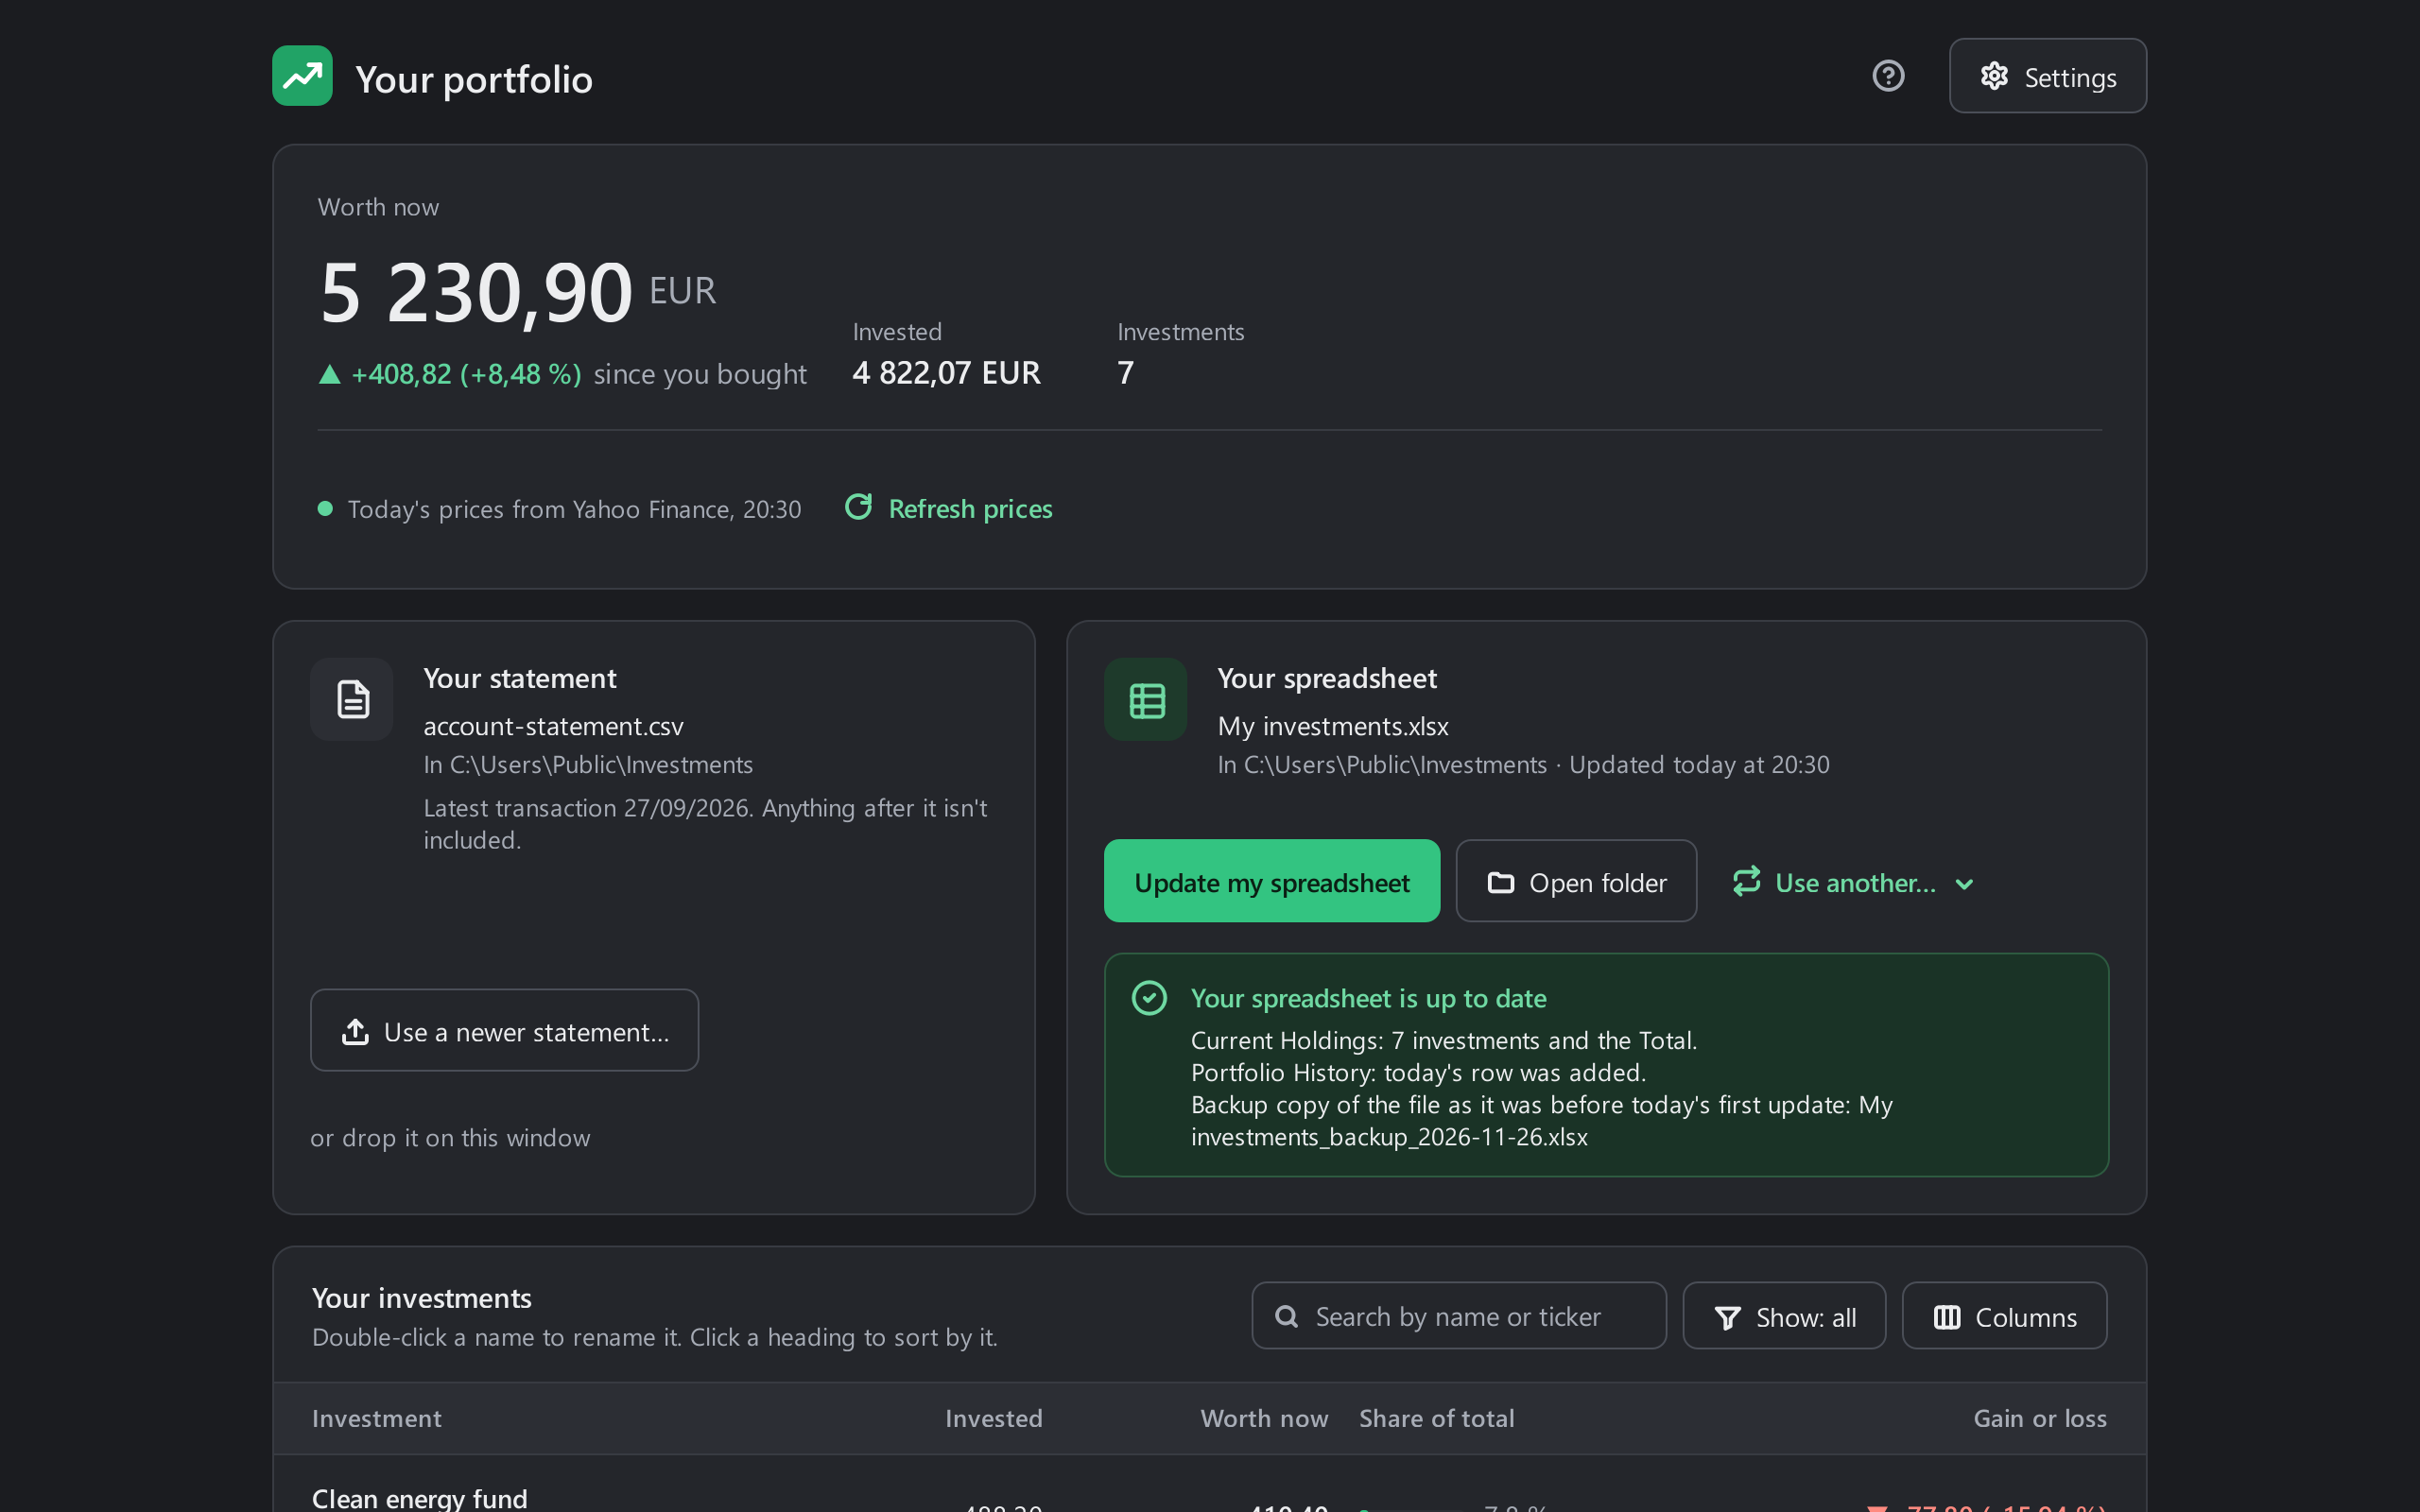 Your portfolio
Settings
Worth now
5 230,90 EUR
▲ +408,82 (+8,48 %) since you bought
Invested
4 822,07 EUR
Investments
7
Today's prices from Yahoo Finance, 20:30
Refresh prices
Your statement
account-statement.csv
In C:\Users\Public\Investments
Latest transaction 27/09/2026. Anything after it isn't
included.
Use a newer statement...
or drop it on this window
Your spreadsheet
My investments.xlsx
In C:\Users\Public\Investments · Updated today at 20:30
Update my spreadsheet
Open folder
Use another...
Your spreadsheet is up to date
Current Holdings: 7 investments and the Total.
Portfolio History: today's row was added.
Backup copy of the file as it was before today's first update: My
investments_backup_2026-11-26.xlsx
Your investments
Double-click a name to rename it. Click a heading to sort by it.
Search by name or ticker
Show: all
Columns
Investment Invested Worth now Share of total Gain or loss
Clean energy fund